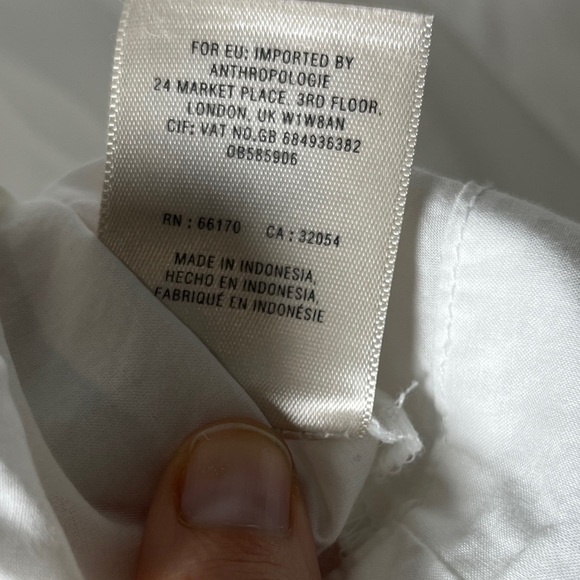 FOR EU: IMPORTED BY
ANTHROPOLOGIE
24 MARKET PLACE, 3RD FLOOR,
LONDON, UK W1W8AN
CIF: VAT NO.GB 684936382
OB585906
RN : 66170 CA : 32054
MADE IN INDONESIA,
HECHO EN INDONESIA,
FABRIQUÉ EN INDONÉSIE